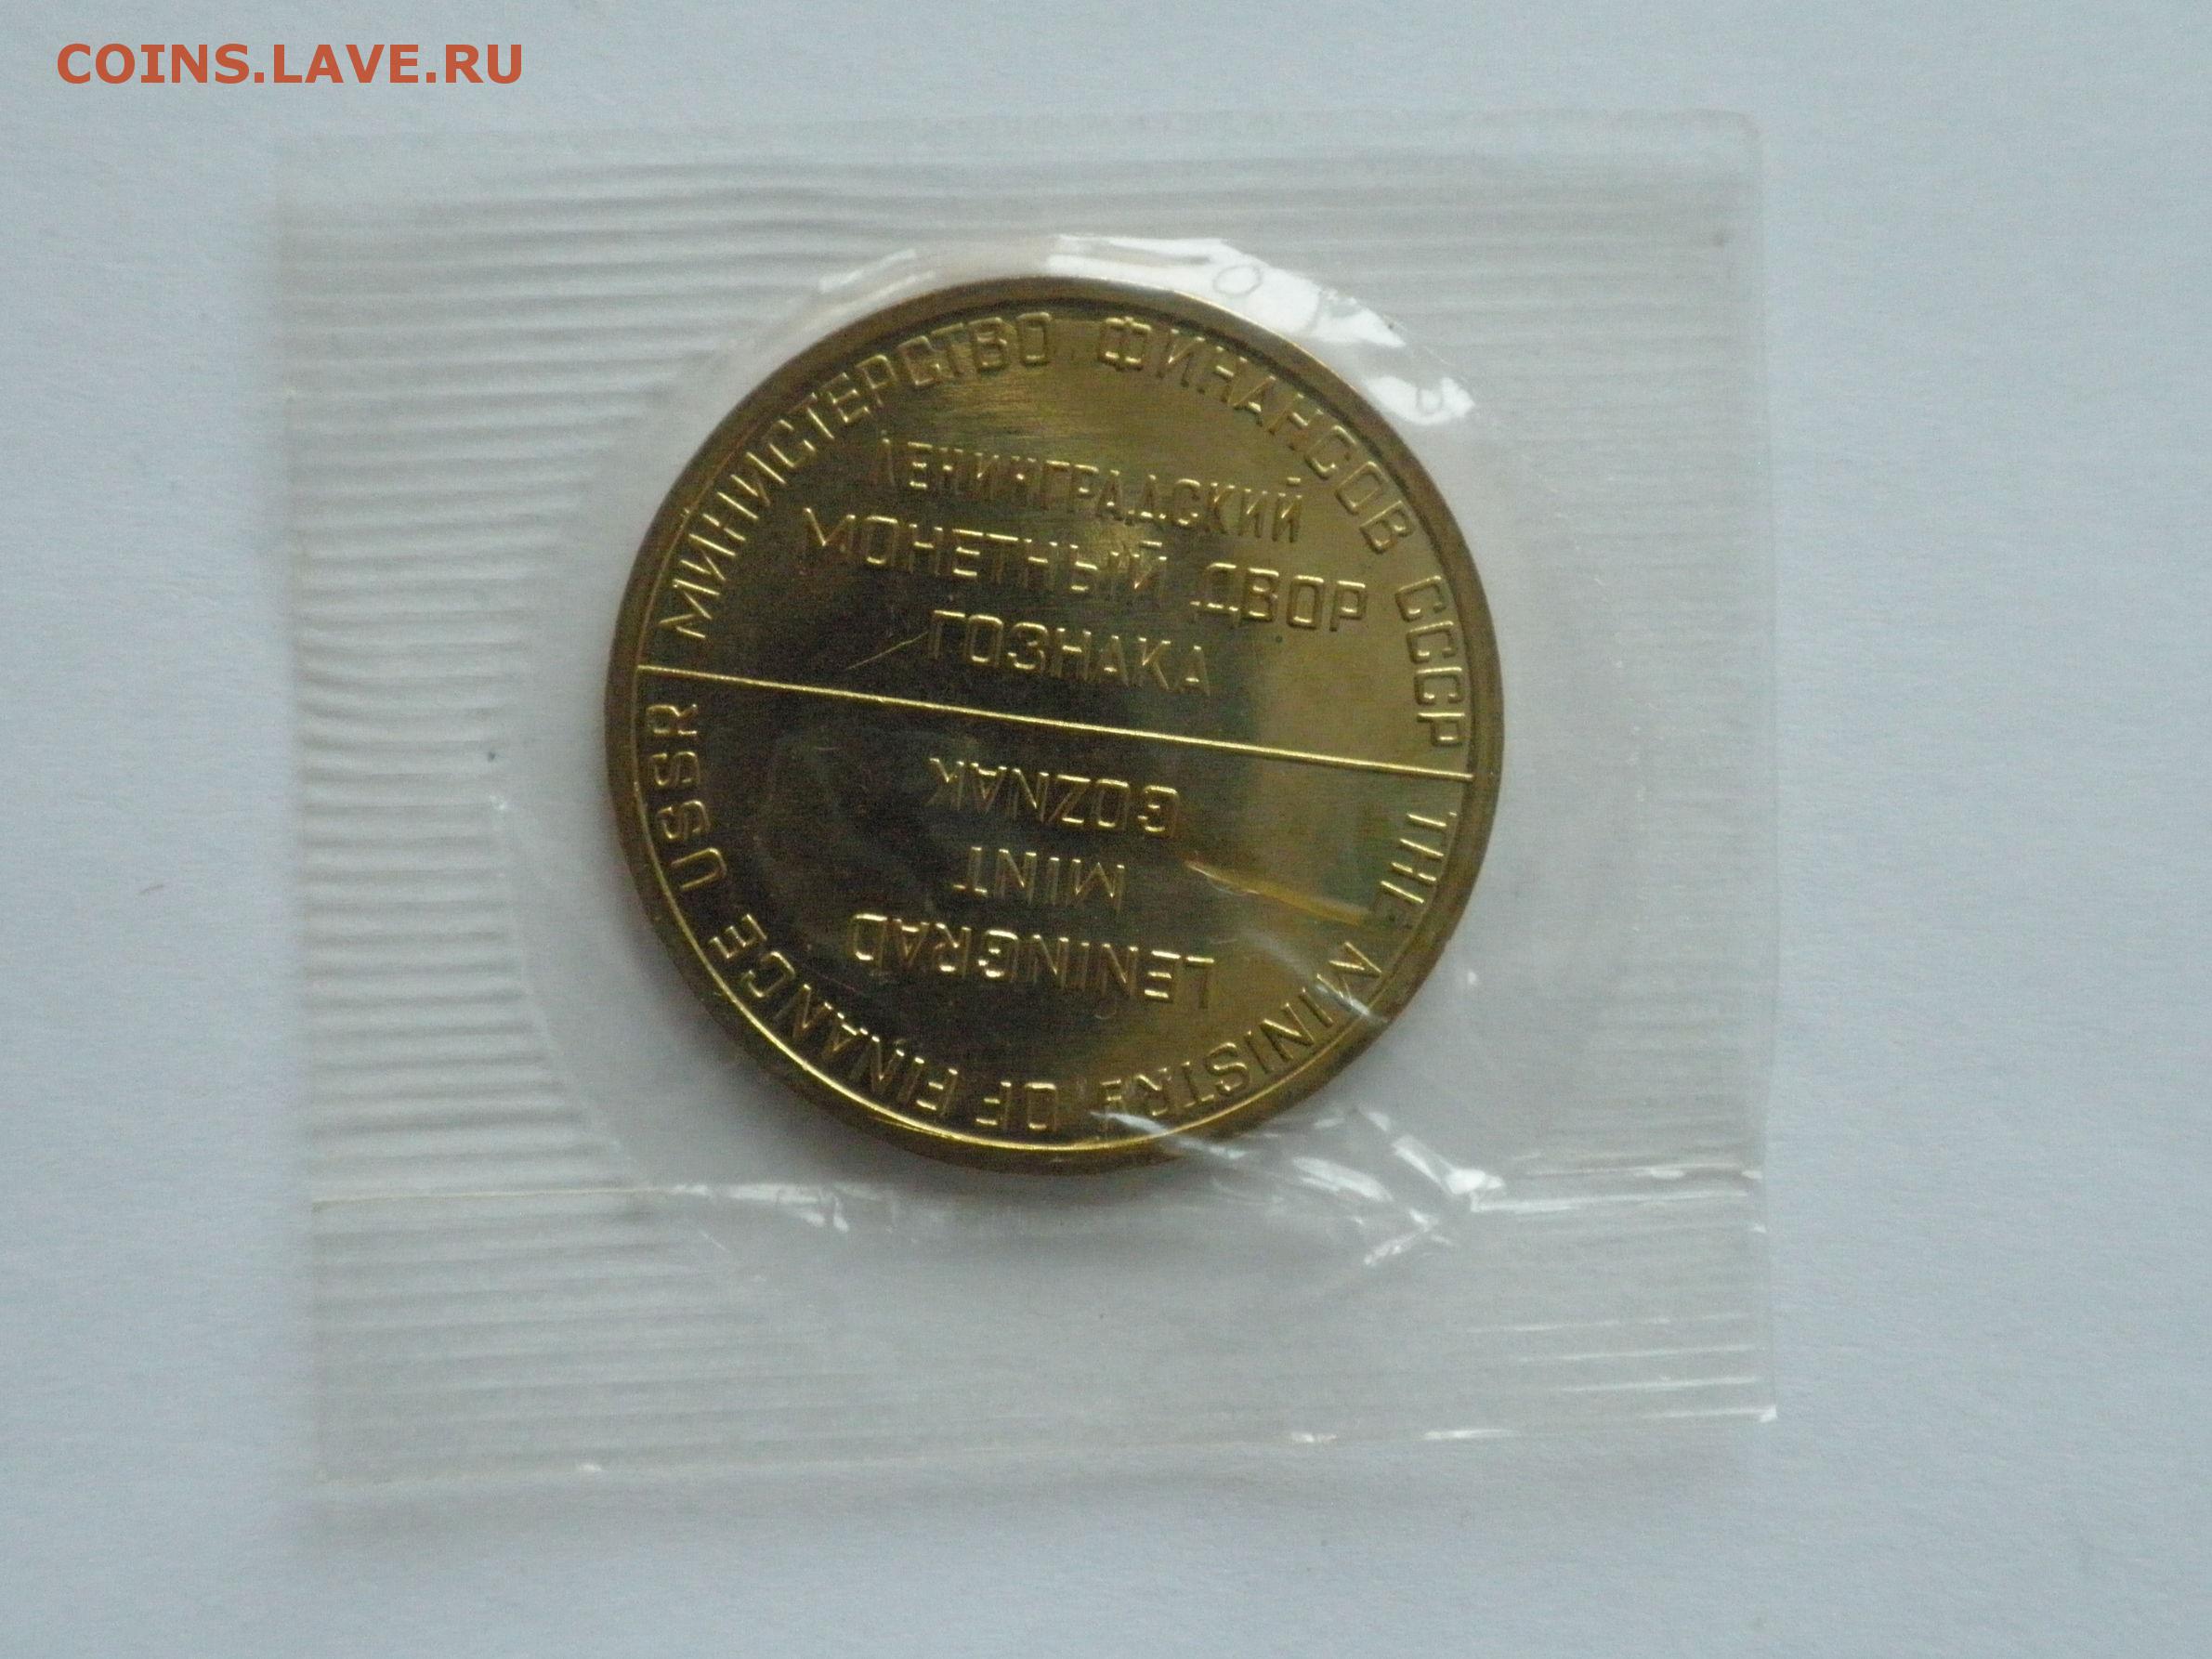 COINS.LAVE.RU
МИНИСТЕРСТВО ФИНАНСОВ СССР
ЛЕНИНГРАДСКИЙ
МОНЕТНЫЙ ДВОР
ГОЗНАКА
THE MINISTRY OF FINANCE USSR
LENINGRAD
MINT
GOZNAK